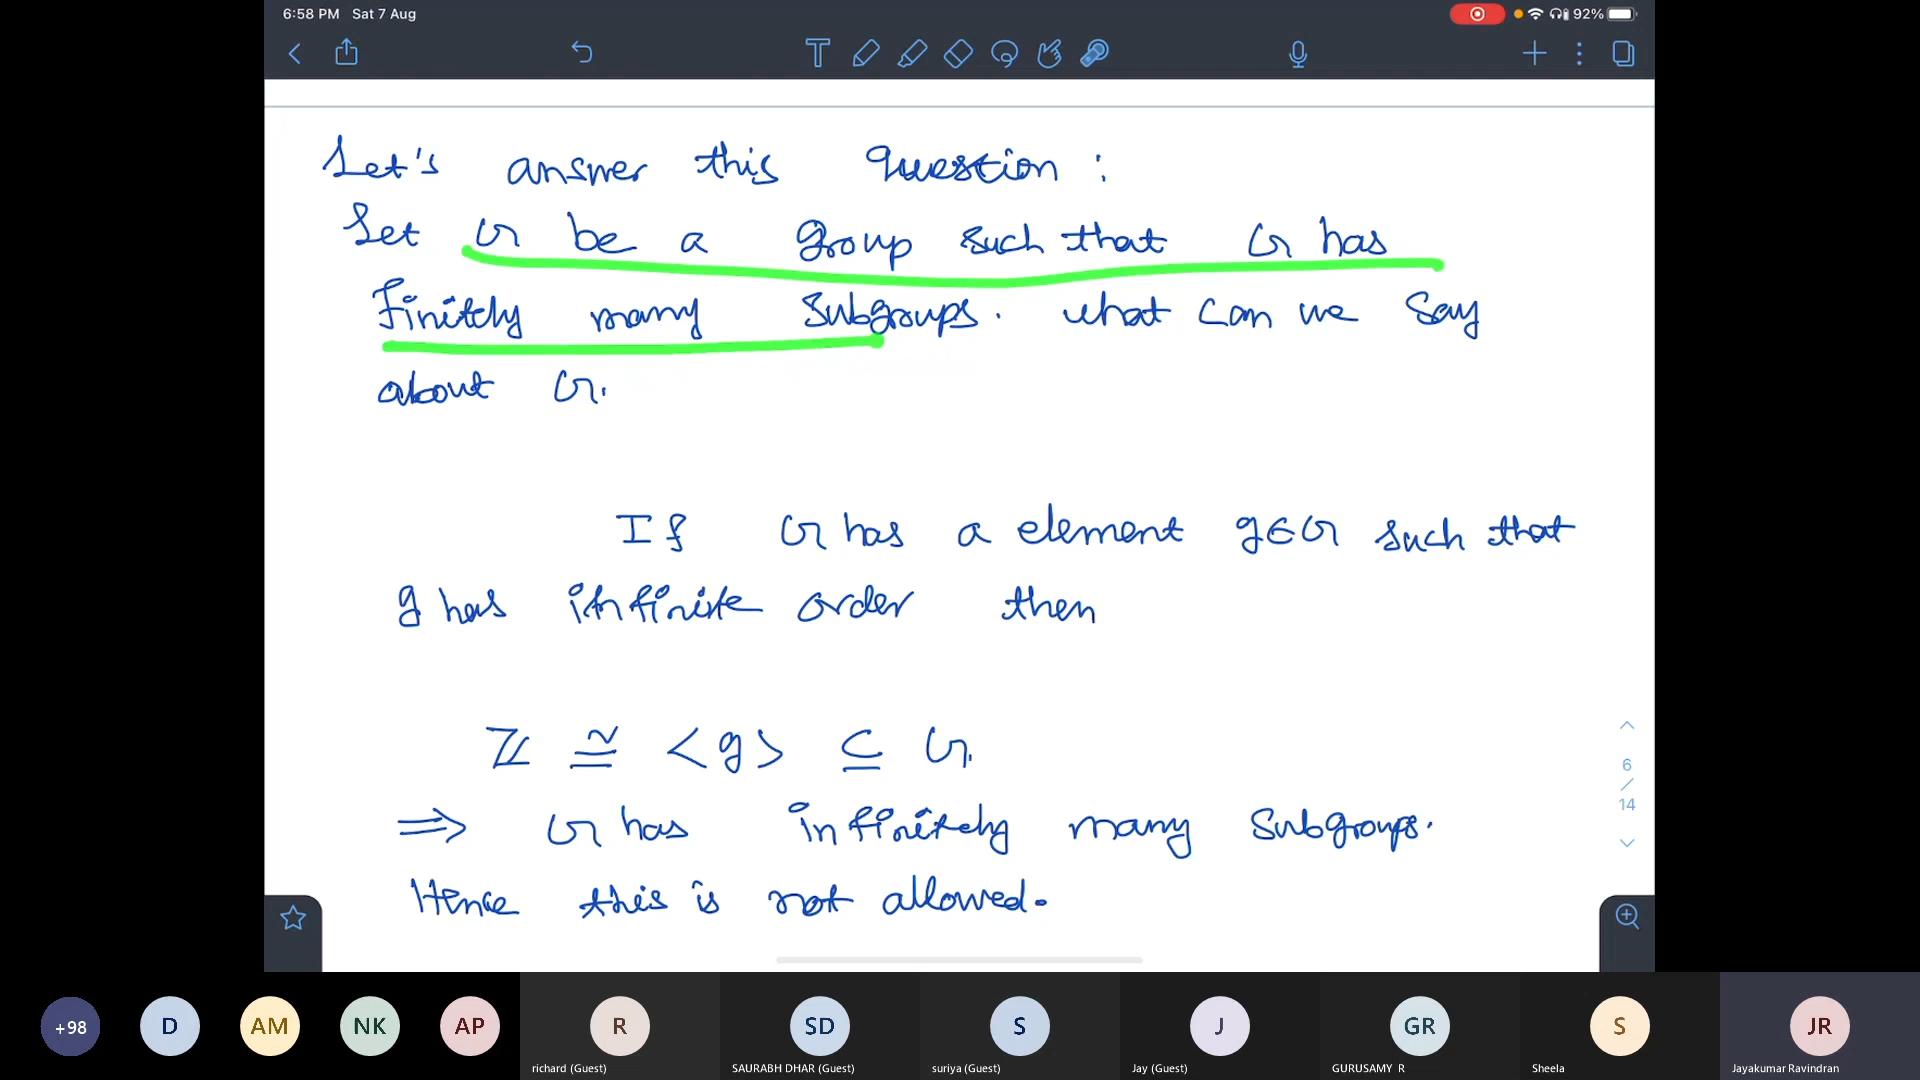 6:58 PM Sat 7 Aug
92%
Let's answer this question :
Let G be a group such that G has
finitely many subgroups. what can we say
about G.
If G has a element g∈G such that
g has infinite order then
ℤ ≅ <g> ⊆ G.
⇒ G has infinitely many subgroups.
Hence this is not allowed.
6
/
14
+98
D
AM
NK
AP
R
SD
S
J
GR
S
JR
richard (Guest)
SAURABH DHAR (Guest)
suriya (Guest)
Jay (Guest)
GURUSAMY R
Sheela
Jayakumar Ravindran